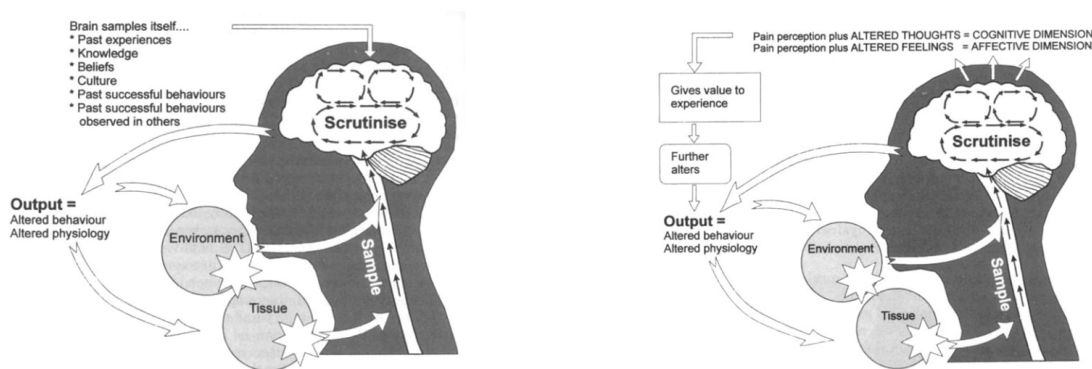 Brain samples itself....
* Past experiences
* Knowledge
* Beliefs
* Culture
* Past successful behaviours
* Past successful behaviours
observed in others
Scrutinise
Output =
Altered behaviour
Altered physiology
Environment
Tissue
Sample
Pain perception plus ALTERED THOUGHTS = COGNITIVE DIMENSION
Pain perception plus ALTERED FEELINGS = AFFECTIVE DIMENSION
Gives value to
experience
Further
alters
Scrutinise
Output =
Altered behaviour
Altered physiology
Environment
Tissue
Sample